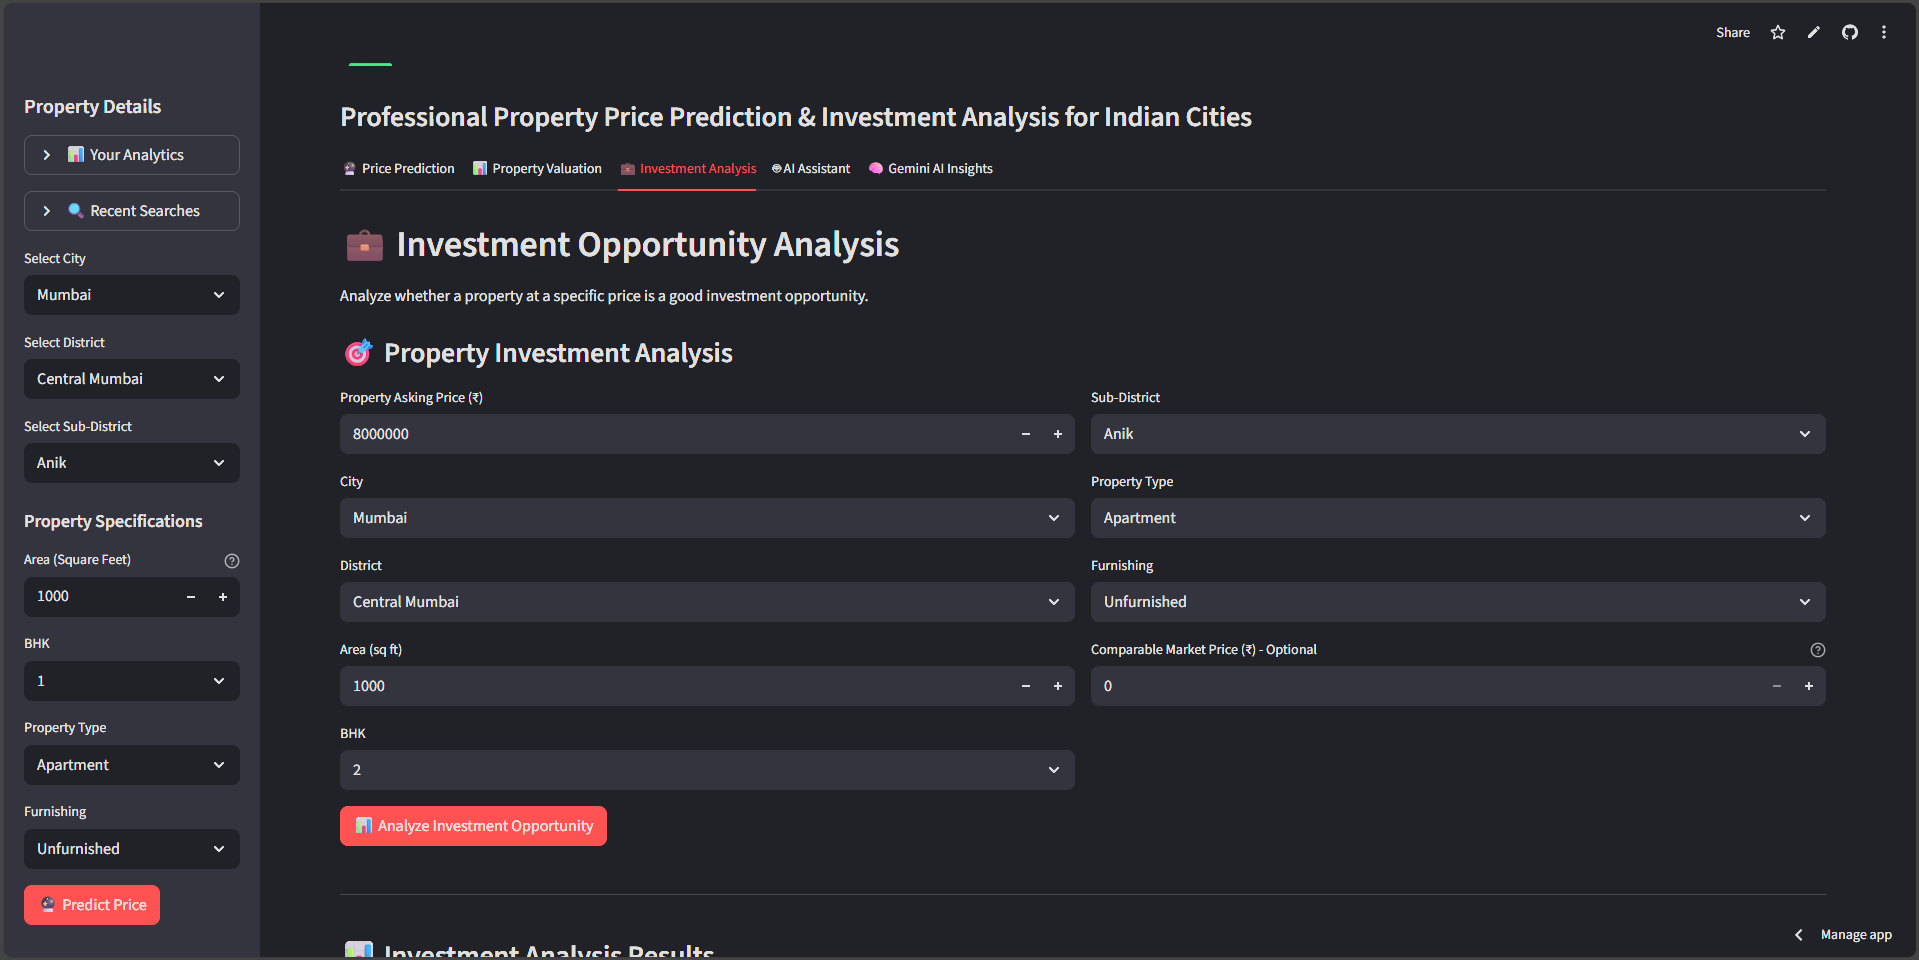 Share
Property Details
Your Analytics
Recent Searches
Select City
Mumbai
Select District
Central Mumbai
Select Sub-District
Anik
Property Specifications
Area (Square Feet)
1000
BHK
1
Property Type
Apartment
Furnishing
Unfurnished
Predict Price
Professional Property Price Prediction & Investment Analysis for Indian Cities
Price Prediction
Property Valuation
Investment Analysis
AI Assistant
Gemini AI Insights
Investment Opportunity Analysis
Analyze whether a property at a specific price is a good investment opportunity.
Property Investment Analysis
Property Asking Price (₹)
8000000
City
Mumbai
District
Central Mumbai
Area (sq ft)
1000
BHK
2
Sub-District
Anik
Property Type
Apartment
Furnishing
Unfurnished
Comparable Market Price (₹) - Optional
0
Analyze Investment Opportunity
Investment Analysis Results
Manage app